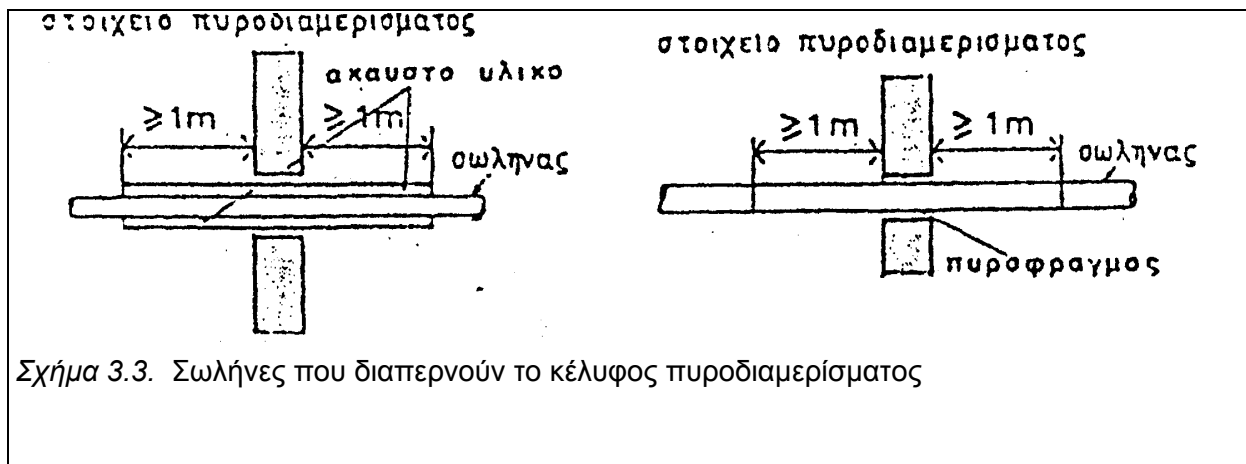 στοιχειο πυροδιαμερισματος
ακαυστο υλικο
≥1m ≥1m
σωληνας
στοιχειο πυροδιαμερισματος
≥1m ≥1m
σωληνας
πυροφραγμος
Σχήμα 3.3. Σωλήνες που διαπερνούν το κέλυφος πυροδιαμερίσματος